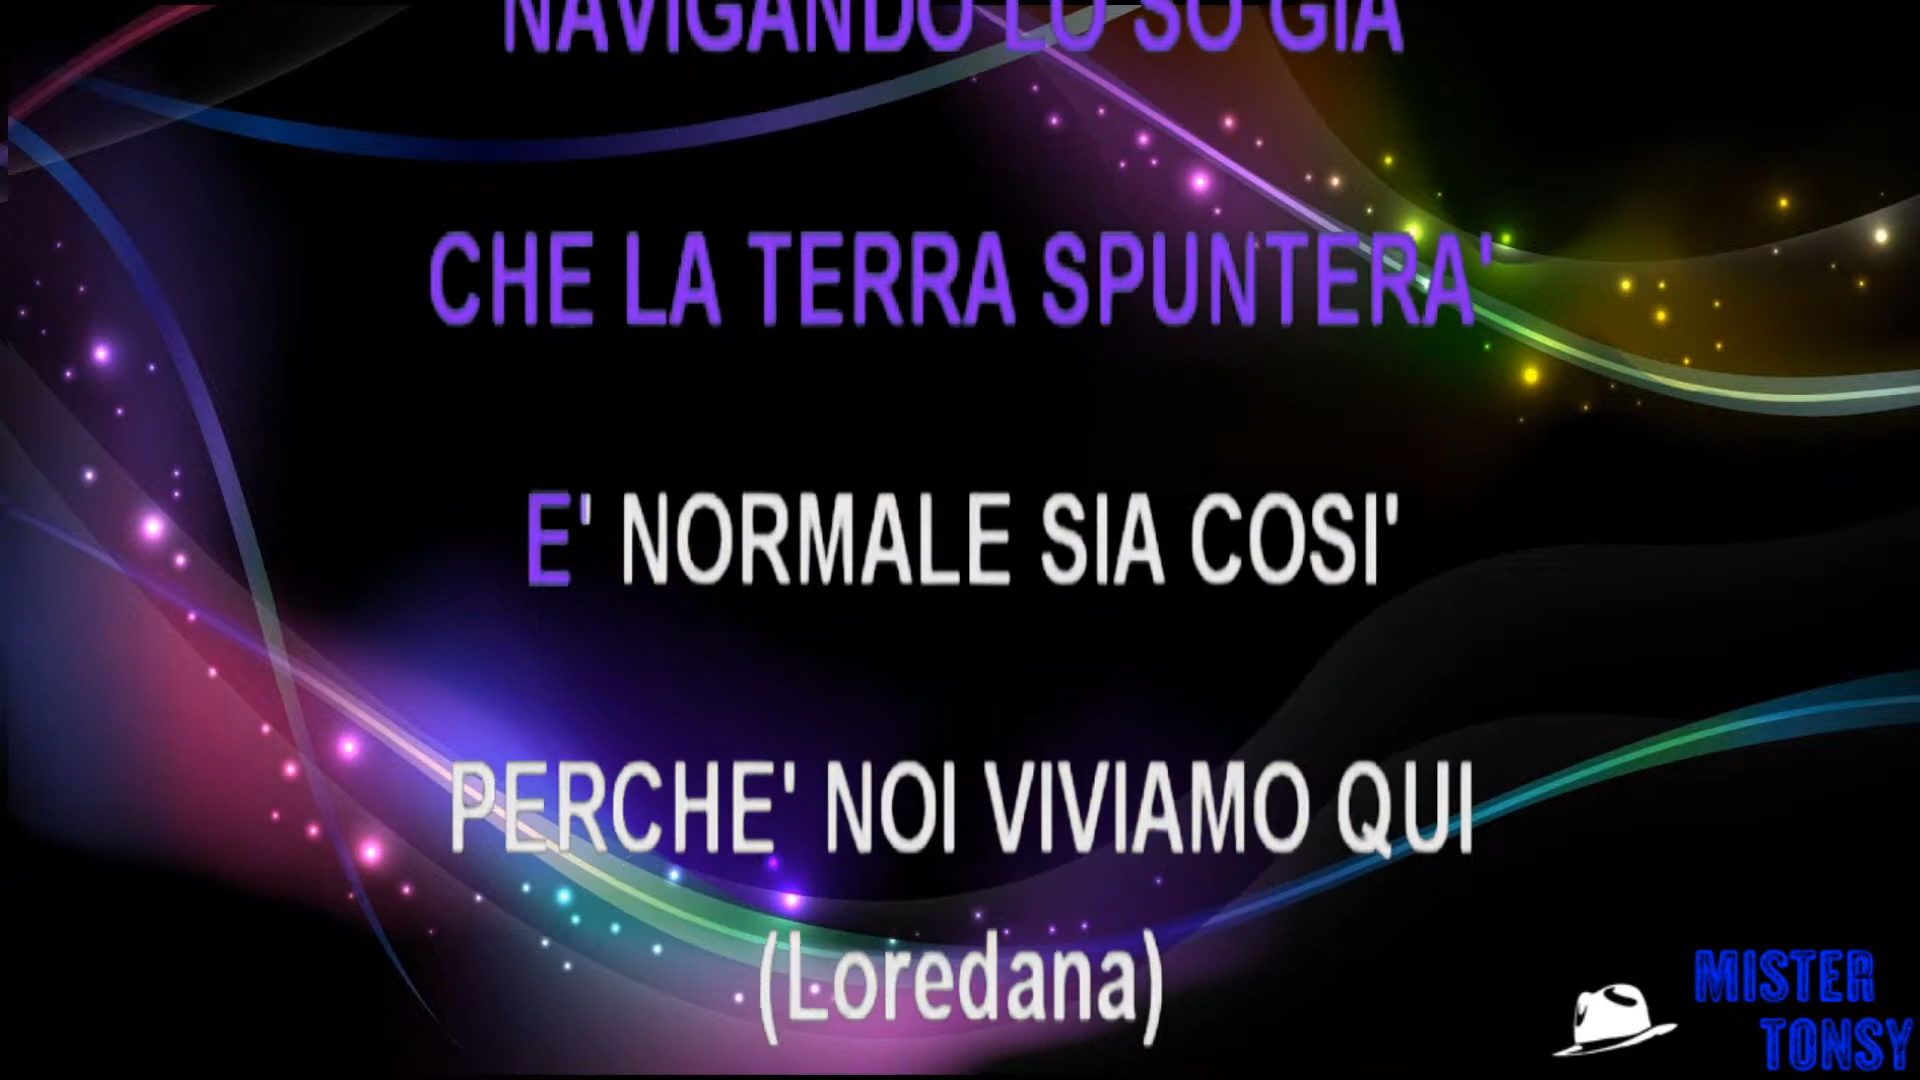 NAVIGANDO LO SO GIA
CHE LA TERRA SPUNTERA'
E' NORMALE SIA COSI'
PERCHE' NOI VIVIAMO QUI
(Loredana)
MISTER
TONSY